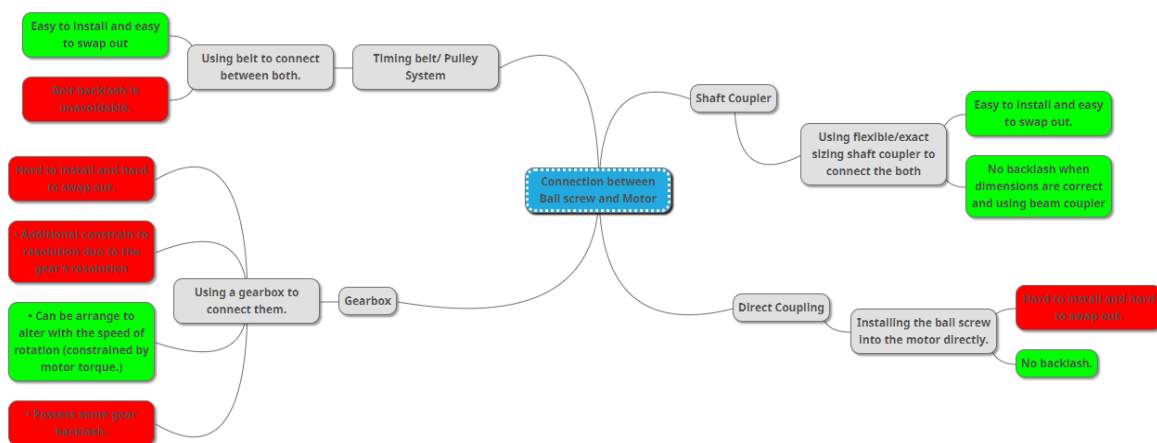 Connection between
Ball screw and Motor
Timing belt/ Pulley
System
Using belt to connect
between both.
Easy to install and easy
to swap out
Belt backlash is
unavoidable.
Gearbox
Using a gearbox to
connect them.
Hard to install and hard
to swap out.
• Additional constrain to
resolution due to the
gear's resolution
• Can be arrange to
alter with the speed of
rotation (constrained by
motor torque.)
• Possess some gear
backlash.
Shaft Coupler
Using flexible/exact
sizing shaft coupler to
connect the both
Easy to install and easy
to swap out.
No backlash when
dimensions are correct
and using beam coupler
Direct Coupling
Installing the ball screw
into the motor directly.
Hard to install and hard
to swap out.
No backlash.